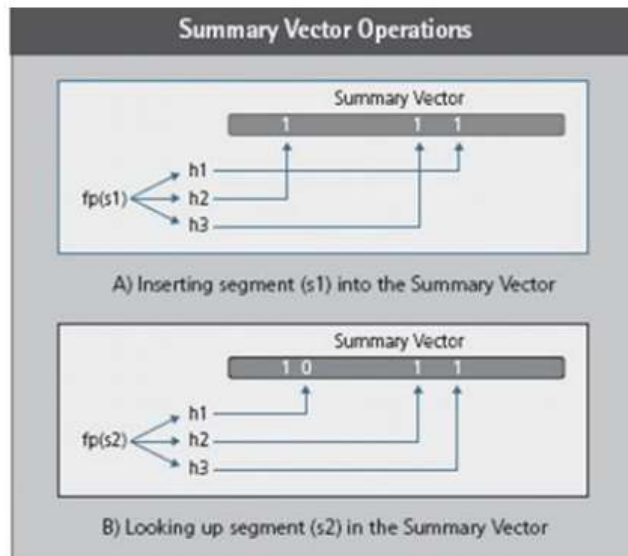 Summary Vector Operations
Summary Vector
1 1 1
h1
fp(s1) h2
h3
A) Inserting segment (s1) into the Summary Vector
Summary Vector
1 0 1 1
h1
fp(s2) h2
h3
B) Looking up segment (s2) in the Summary Vector